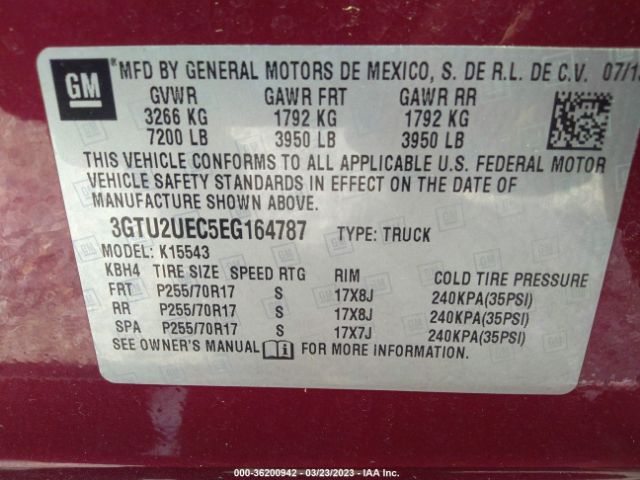 GM MFD BY GENERAL MOTORS DE MEXICO, S. DE R.L. DE C.V. 07/1
GVWR GAWR FRT GAWR RR
3266 KG 1792 KG 1792 KG
7200 LB 3950 LB 3950 LB
THIS VEHICLE CONFORMS TO ALL APPLICABLE U.S. FEDERAL MOTOR
VEHICLE SAFETY STANDARDS IN EFFECT ON THE DATE OF
MANUFACTURE SHOWN ABOVE.
3GTU2UEC5EG164787 TYPE: TRUCK
MODEL: K15543
KBH4 TIRE SIZE SPEED RTG RIM COLD TIRE PRESSURE
FRT P255/70R17 S 17X8J 240KPA(35PSI)
RR P255/70R17 S 17X8J 240KPA(35PSI)
SPA P255/70R17 S 17X7J 240KPA(35PSI)
SEE OWNER'S MANUAL FOR MORE INFORMATION.
000-36200942 - 03/23/2023 - IAA